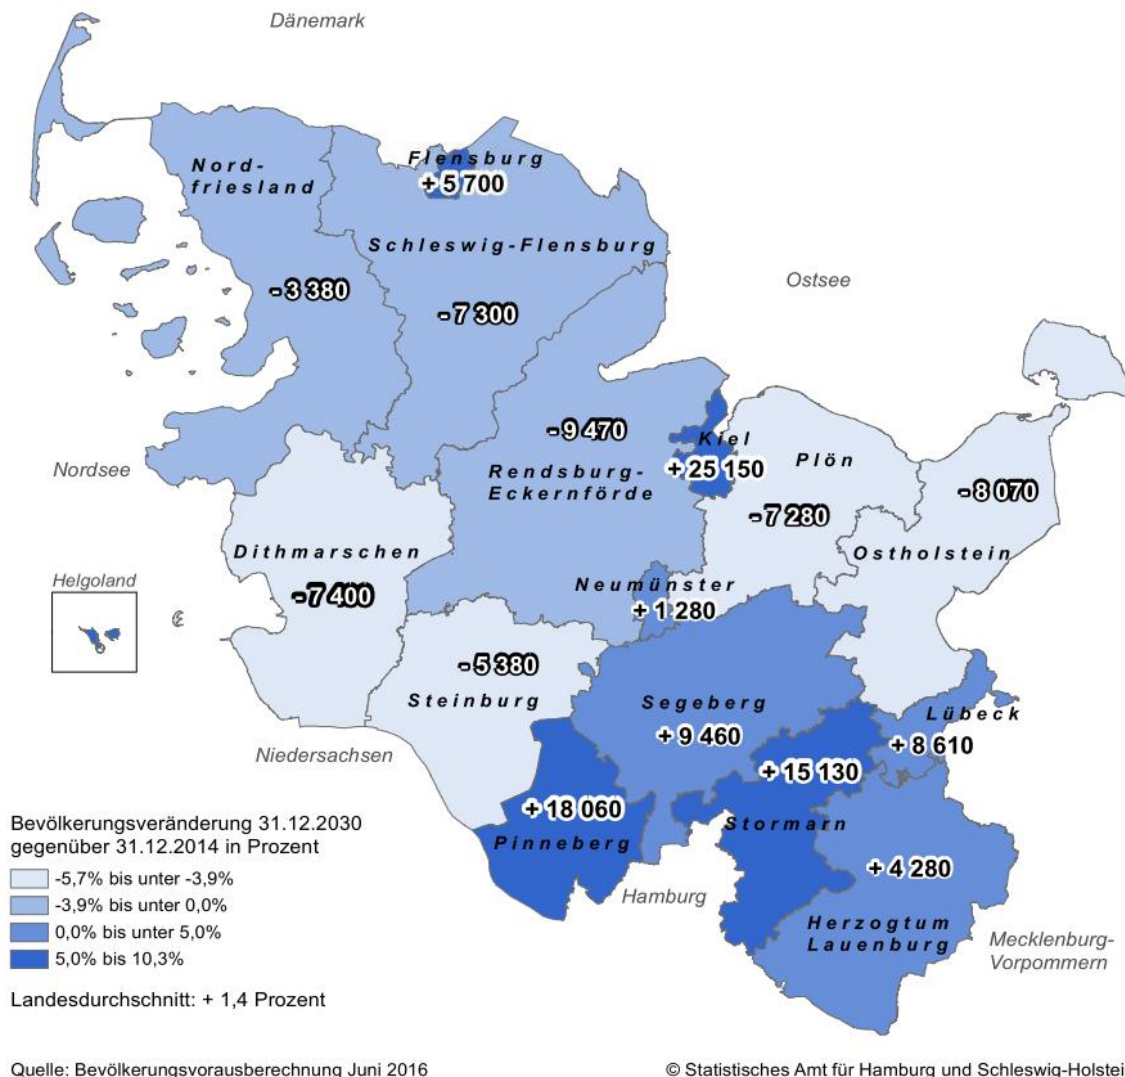 Dänemark
Flensburg
+ 5 700
Nord-
friesland
- 3 380
Schleswig-Flensburg
- 7 300
Ostsee
- 9 470
Rendsburg-
Eckernförde
Kiel
+ 25 150
Plön
- 7 280
- 8 070
Ostholstein
Nordsee
Dithmarschen
- 7 400
Helgoland
Neumünster
+ 1 280
- 5 380
Steinburg
Segeberg
+ 9 460
Lübeck
+ 8 610
+ 15 130
Stormarn
Niedersachsen
+ 18 060
Pinneberg
Hamburg
+ 4 280
Herzogtum
Lauenburg
Mecklenburg-
Vorpommern
Bevölkerungsveränderung 31.12.2030
gegenüber 31.12.2014 in Prozent
-5,7% bis unter -3,9%
-3,9% bis unter 0,0%
0,0% bis unter 5,0%
5,0% bis 10,3%
Landesdurchschnitt: + 1,4 Prozent
Quelle: Bevölkerungsvorausberechnung Juni 2016
© Statistisches Amt für Hamburg und Schleswig-Holstei